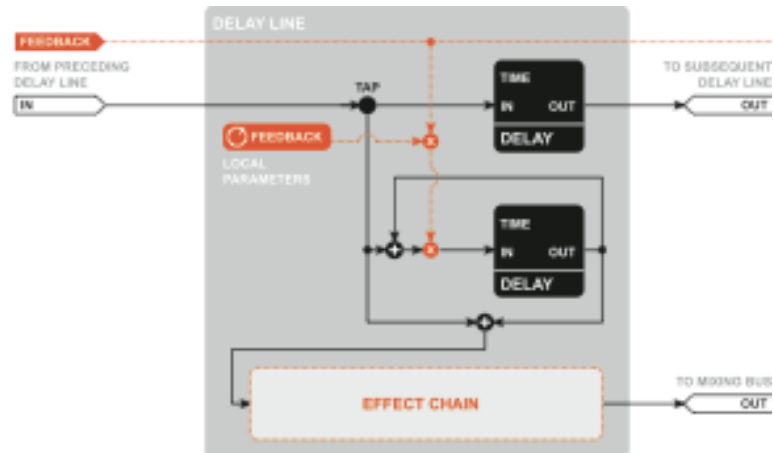 DELAY LINE
FEEDBACK
FROM PRECEDING
DELAY LINE
IN
TAP
TIME
IN OUT
DELAY
TO SUBSEQUENT
DELAY LINE
OUT
FEEDBACK
LOCAL
PARAMETERS
TIME
IN OUT
DELAY
EFFECT CHAIN
TO MIXING BUS
OUT